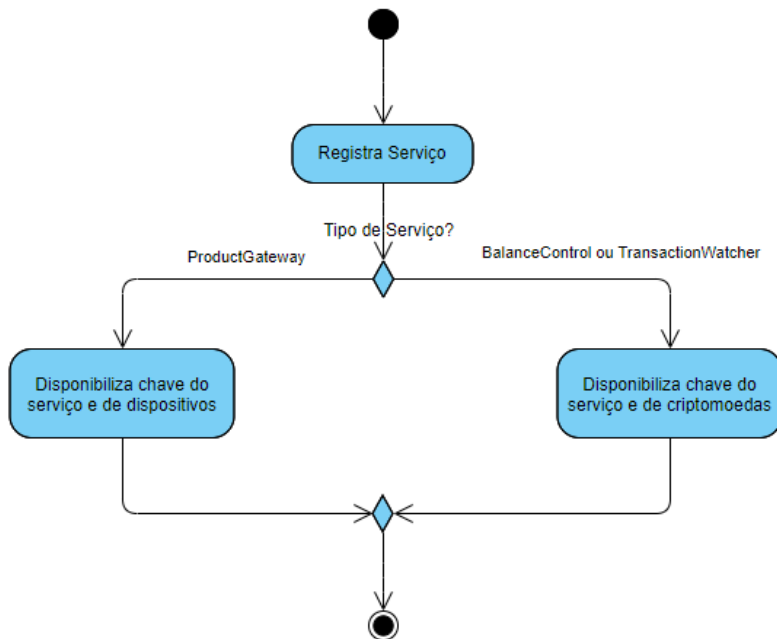 Registra Serviço
Tipo de Serviço?
ProductGateway
BalanceControl ou TransactionWatcher
Disponibiliza chave do
serviço e de dispositivos
Disponibiliza chave do
serviço e de criptomoedas